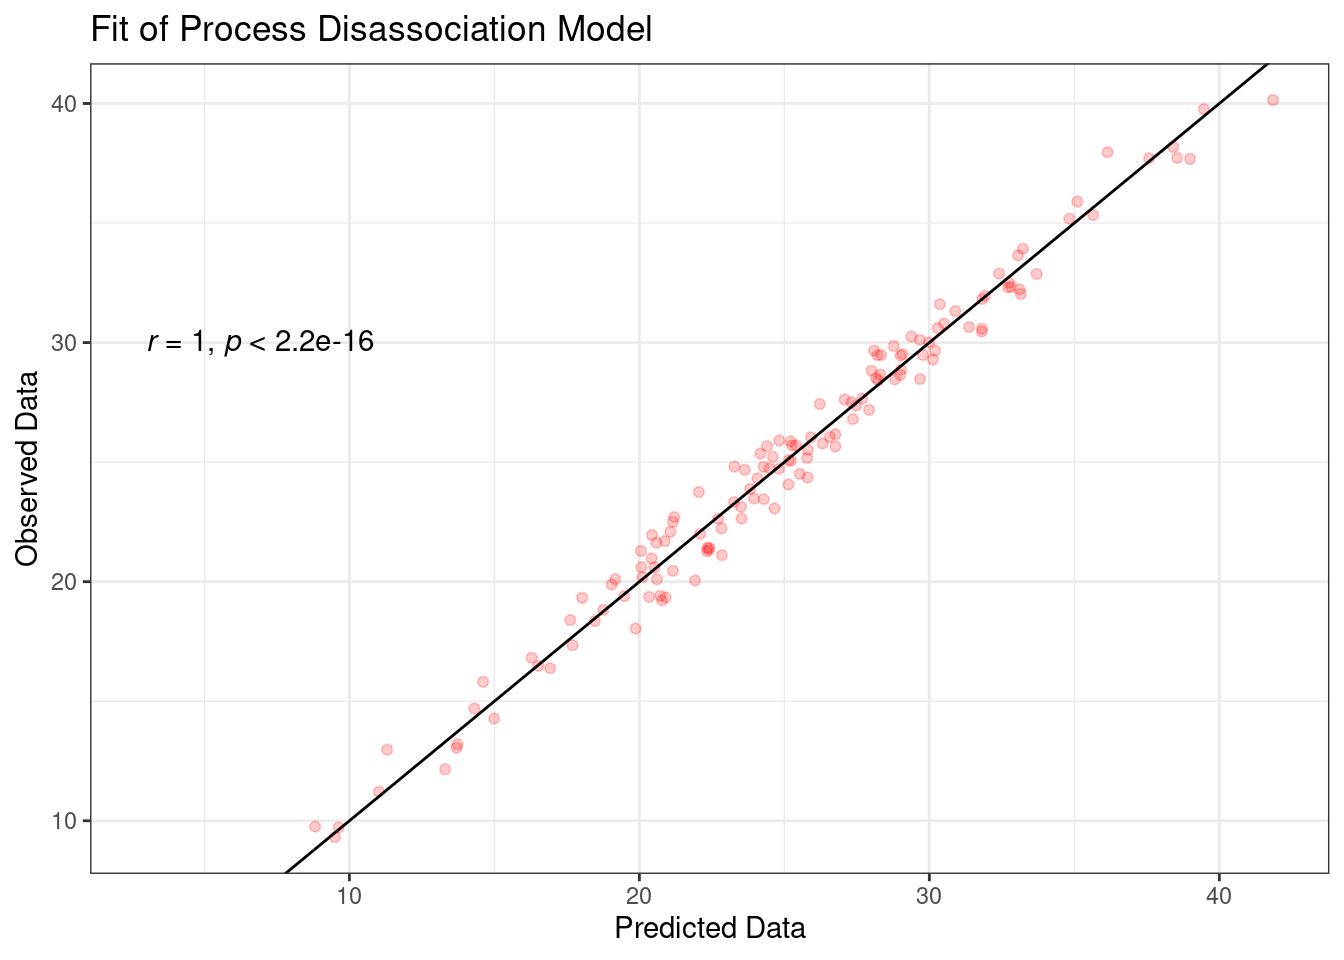 Fit of Process Disassociation Model
40
30
20
10
r = 1, p < 2.2e-16
Observed Data
10 20 30 40
Predicted Data